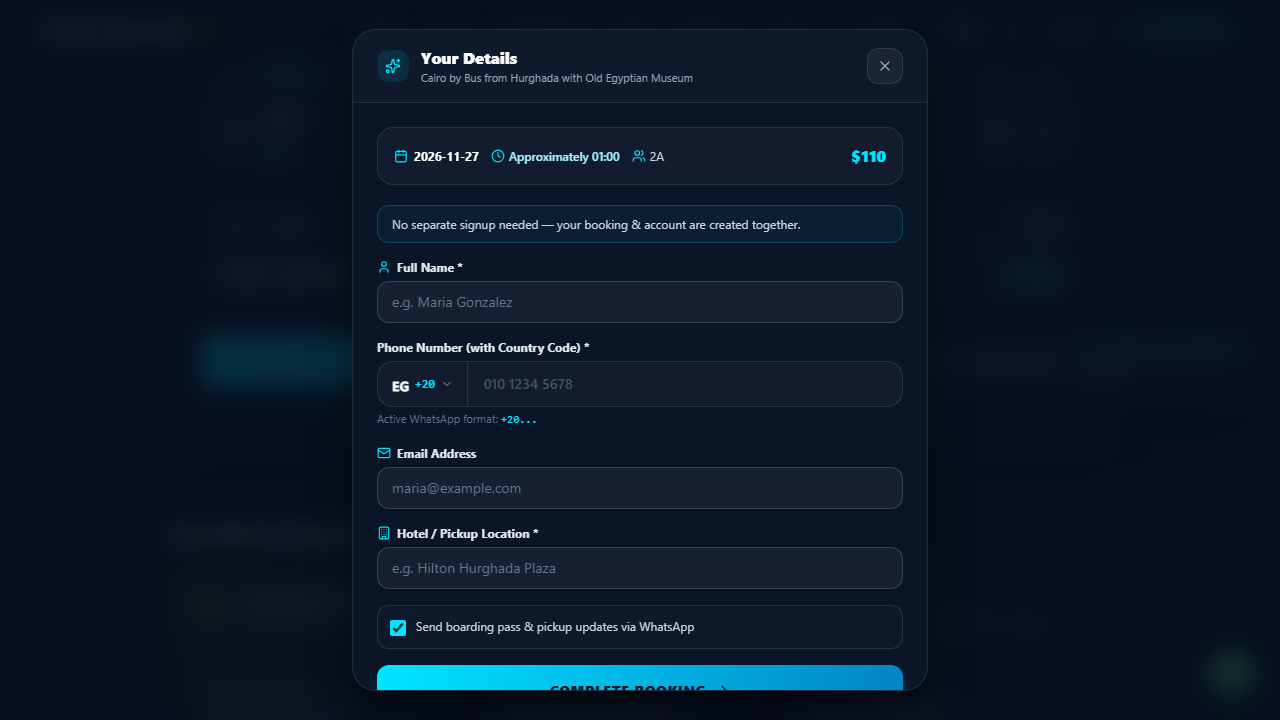 Your Details
Cairo by Bus from Hurghada with Old Egyptian Museum
2026-11-27 Approximately 01:00 2A $110
No separate signup needed — your booking & account are created together.
Full Name *
e.g. Maria Gonzalez
Phone Number (with Country Code) *
EG +20 010 1234 5678
Active WhatsApp format: +20...
Email Address
maria@example.com
Hotel / Pickup Location *
e.g. Hilton Hurghada Plaza
Send boarding pass & pickup updates via WhatsApp
COMPLETE BOOKING